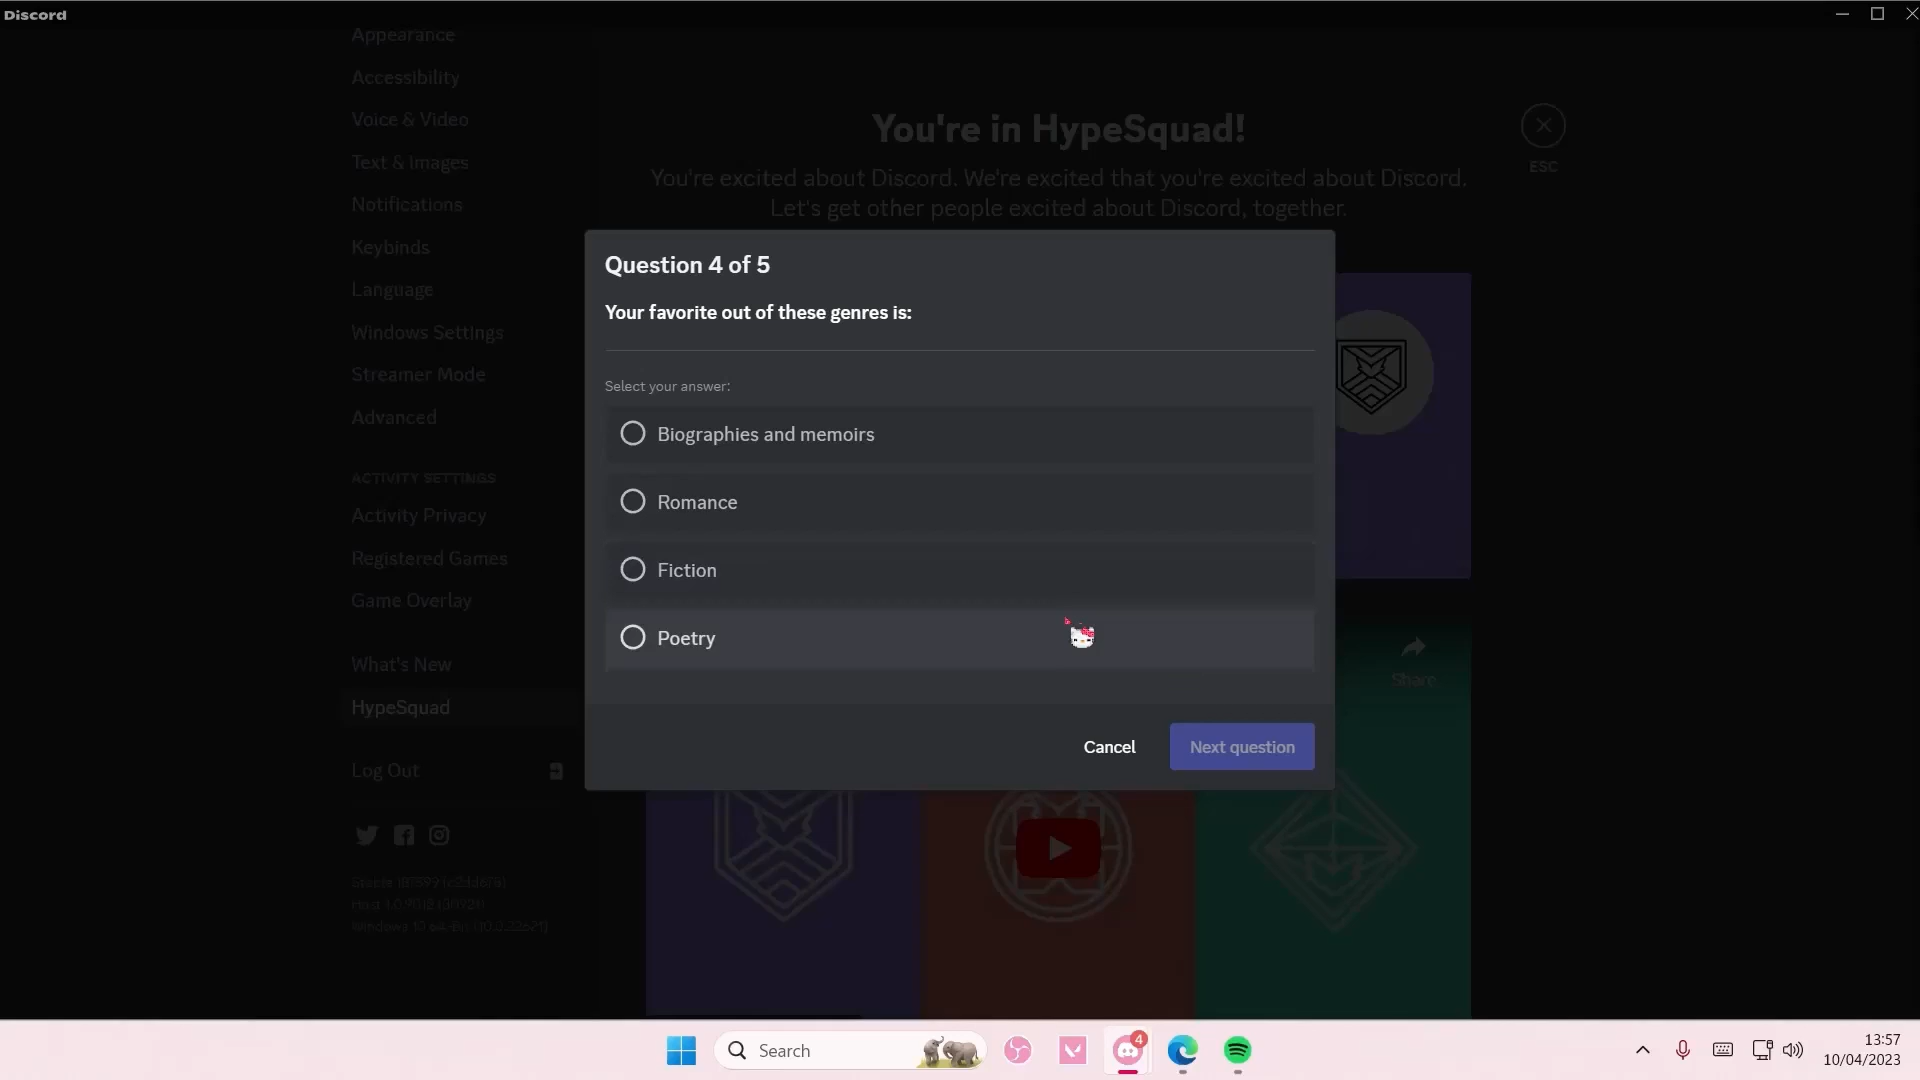 Discord
Appearance
Accessibility
Voice & Video
Text & Images
Notifications
Keybinds
Language
Windows Settings
Streamer Mode
Advanced
ACTIVITY SETTINGS
Activity Privacy
Registered Games
Game Overlay
What's New
HypeSquad
Log Out
You're in HypeSquad!
You're excited about Discord. We're excited that you're excited about Discord.
Let's get other people excited about Discord, together.
ESC
Question 4 of 5
Your favorite out of these genres is:
Select your answer:
Biographies and memoirs
Romance
Fiction
Poetry
Cancel
Next question
Share
Search
4
13:57
10/04/2023